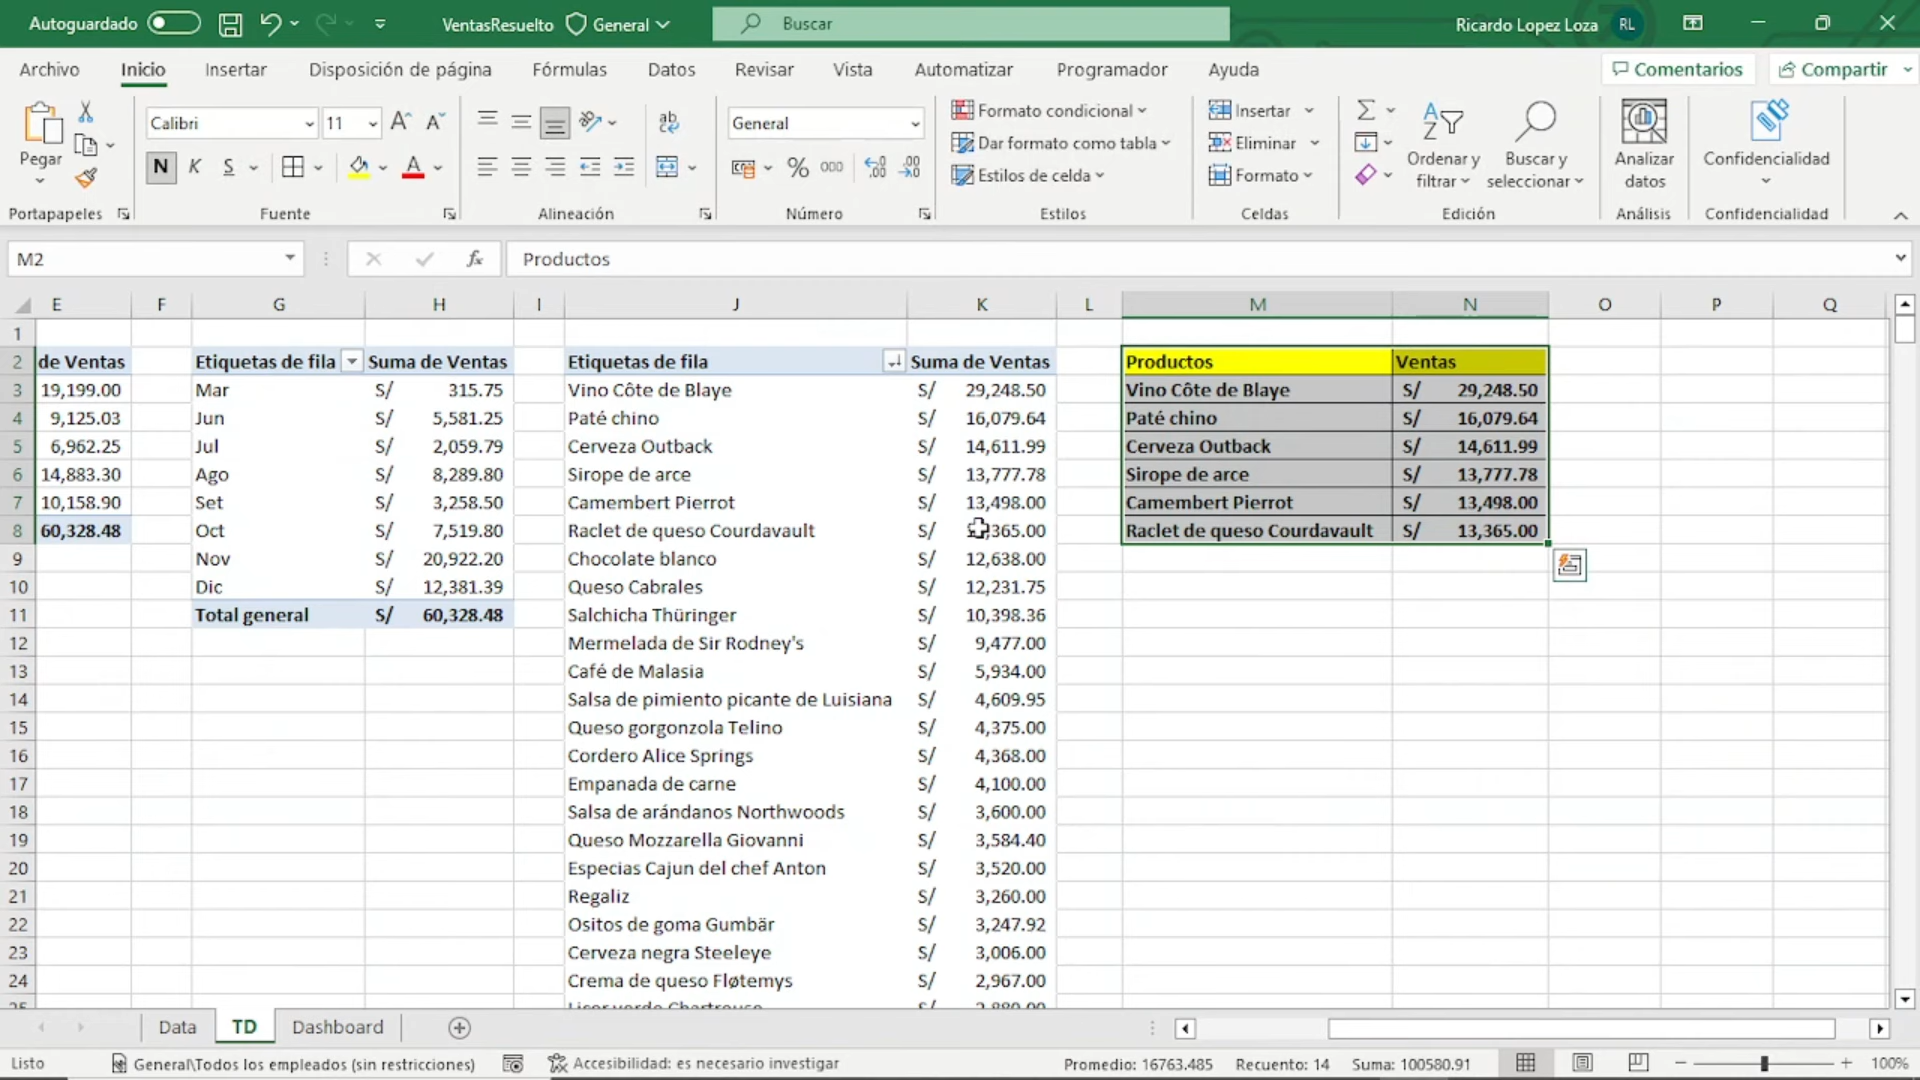 Autoguardado VentasResuelto General Buscar Ricardo Lopez Loza RL
Archivo Inicio Insertar Disposición de página Fórmulas Datos Revisar Vista Automatizar Programador Ayuda Comentarios Compartir
Pegar
Portapapeles
Calibri 11
N K S
Fuente
ab
Alineación
General
% 000
Número
Formato condicional
Dar formato como tabla
Estilos de celda
Estilos
Insertar
Eliminar
Formato
Celdas
Ordenar y
filtrar
Buscar y
seleccionar
Edición
Analizar
datos
Análisis
Confidencialidad
Confidencialidad
M2 fx Productos
E F G H I J K L M N O P Q
1
2 de Ventas Etiquetas de fila Suma de Ventas Etiquetas de fila Suma de Ventas Productos Ventas
3 19,199.00 Mar S/ 315.75 Vino Côte de Blaye S/ 29,248.50 Vino Côte de Blaye S/ 29,248.50
4 9,125.03 Jun S/ 5,581.25 Paté chino S/ 16,079.64 Paté chino S/ 16,079.64
5 6,962.25 Jul S/ 2,059.79 Cerveza Outback S/ 14,611.99 Cerveza Outback S/ 14,611.99
6 14,883.30 Ago S/ 8,289.80 Sirope de arce S/ 13,777.78 Sirope de arce S/ 13,777.78
7 10,158.90 Set S/ 3,258.50 Camembert Pierrot S/ 13,498.00 Camembert Pierrot S/ 13,498.00
8 60,328.48 Oct S/ 7,519.80 Raclet de queso Courdavault S/ ,365.00 Raclet de queso Courdavault S/ 13,365.00
9 Nov S/ 20,922.20 Chocolate blanco S/ 12,638.00
10 Dic S/ 12,381.39 Queso Cabrales S/ 12,231.75
11 Total general S/ 60,328.48 Salchicha Thüringer S/ 10,398.36
12 Mermelada de Sir Rodney's S/ 9,477.00
13 Café de Malasia S/ 5,934.00
14 Salsa de pimiento picante de Luisiana S/ 4,609.95
15 Queso gorgonzola Telino S/ 4,375.00
16 Cordero Alice Springs S/ 4,368.00
17 Empanada de carne S/ 4,100.00
18 Salsa de arándanos Northwoods S/ 3,600.00
19 Queso Mozzarella Giovanni S/ 3,584.40
20 Especias Cajun del chef Anton S/ 3,520.00
21 Regaliz S/ 3,260.00
22 Ositos de goma Gumbär S/ 3,247.92
23 Cerveza negra Steeleye S/ 3,006.00
24 Crema de queso Fløtemys S/ 2,967.00
Data TD Dashboard
Listo General\Todos los empleados (sin restricciones) Accesibilidad: es necesario investigar Promedio: 16763.485 Recuento: 14 Suma: 100580.91 100%